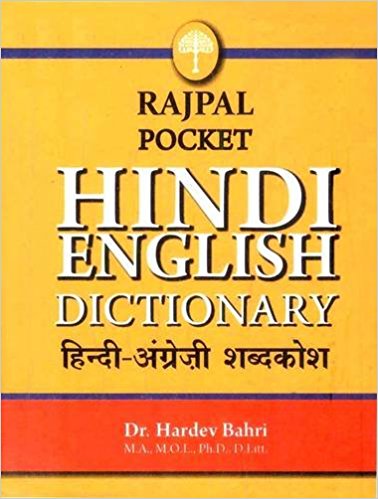 RAJPAL
POCKET
HINDI
ENGLISH
DICTIONARY
हिन्दी-अंग्रेज़ी शब्दकोश
Dr. Hardev Bahri
M.A., M.O.L., Ph.D., D.Litt.